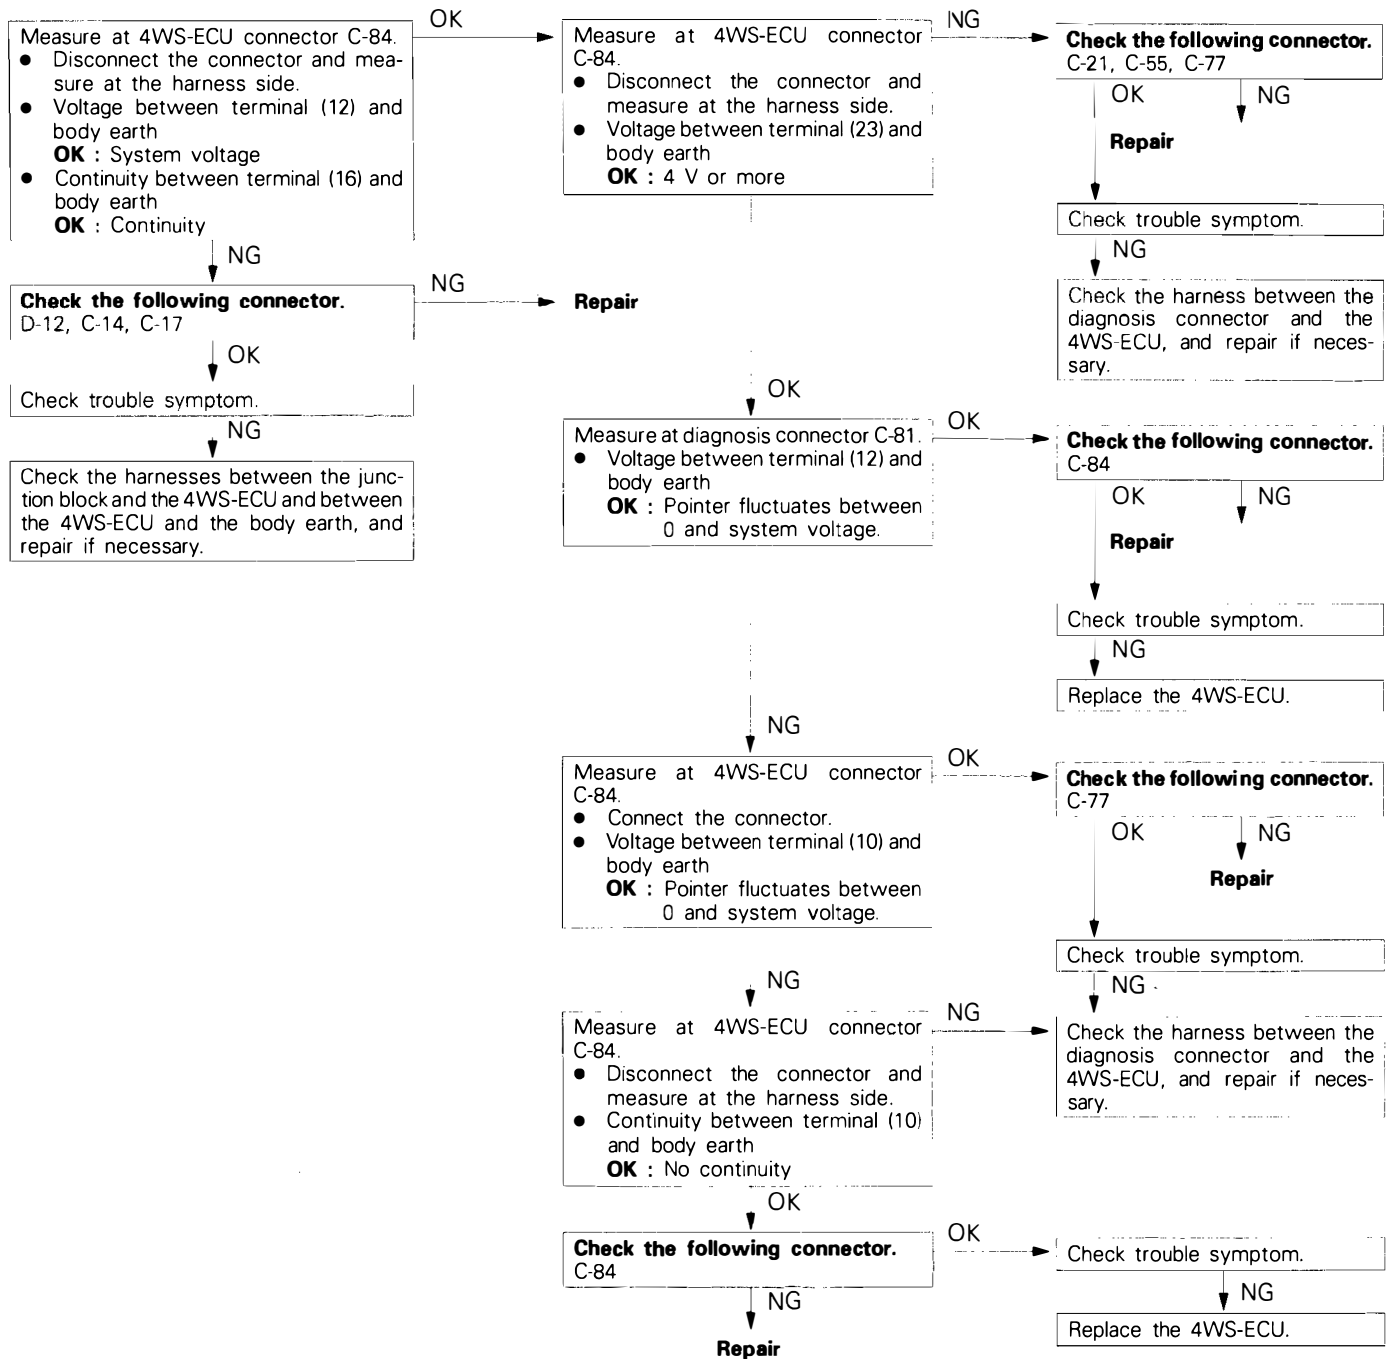 OK
Measure at 4WS-ECU connector C-84.
● Disconnect the connector and mea-
sure at the harness side.
● Voltage between terminal (12) and
body earth
OK : System voltage
● Continuity between terminal (16) and
body earth
OK : Continuity
NG
Check the following connector.
D-12, C-14, C-17
NG
Repair
OK
Check trouble symptom.
NG
Check the harnesses between the junc-
tion block and the 4WS-ECU and between
the 4WS-ECU and the body earth, and
repair if necessary.
Measure at 4WS-ECU connector
C-84.
● Disconnect the connector and
measure at the harness side.
● Voltage between terminal (23) and
body earth
OK : 4 V or more
NG
Check the following connector.
C-21, C-55, C-77
OK
NG
Repair
Check trouble symptom.
NG
Check the harness between the
diagnosis connector and the
4WS-ECU, and repair if neces-
sary.
OK
Measure at diagnosis connector C-81.
● Voltage between terminal (12) and
body earth
OK : Pointer fluctuates between
0 and system voltage.
OK
Check the following connector.
C-84
OK
NG
Repair
Check trouble symptom.
NG
Replace the 4WS-ECU.
NG
Measure at 4WS-ECU connector
C-84.
● Connect the connector.
● Voltage between terminal (10) and
body earth
OK : Pointer fluctuates between
0 and system voltage.
OK
Check the following connector.
C-77
OK
NG
Repair
Check trouble symptom.
NG
NG
Measure at 4WS-ECU connector
C-84.
● Disconnect the connector and
measure at the harness side.
● Continuity between terminal (10)
and body earth
OK : No continuity
NG
Check the harness between the
diagnosis connector and the
4WS-ECU, and repair if neces-
sary.
OK
Check the following connector.
C-84
OK
Check trouble symptom.
NG
Replace the 4WS-ECU.
NG
Repair